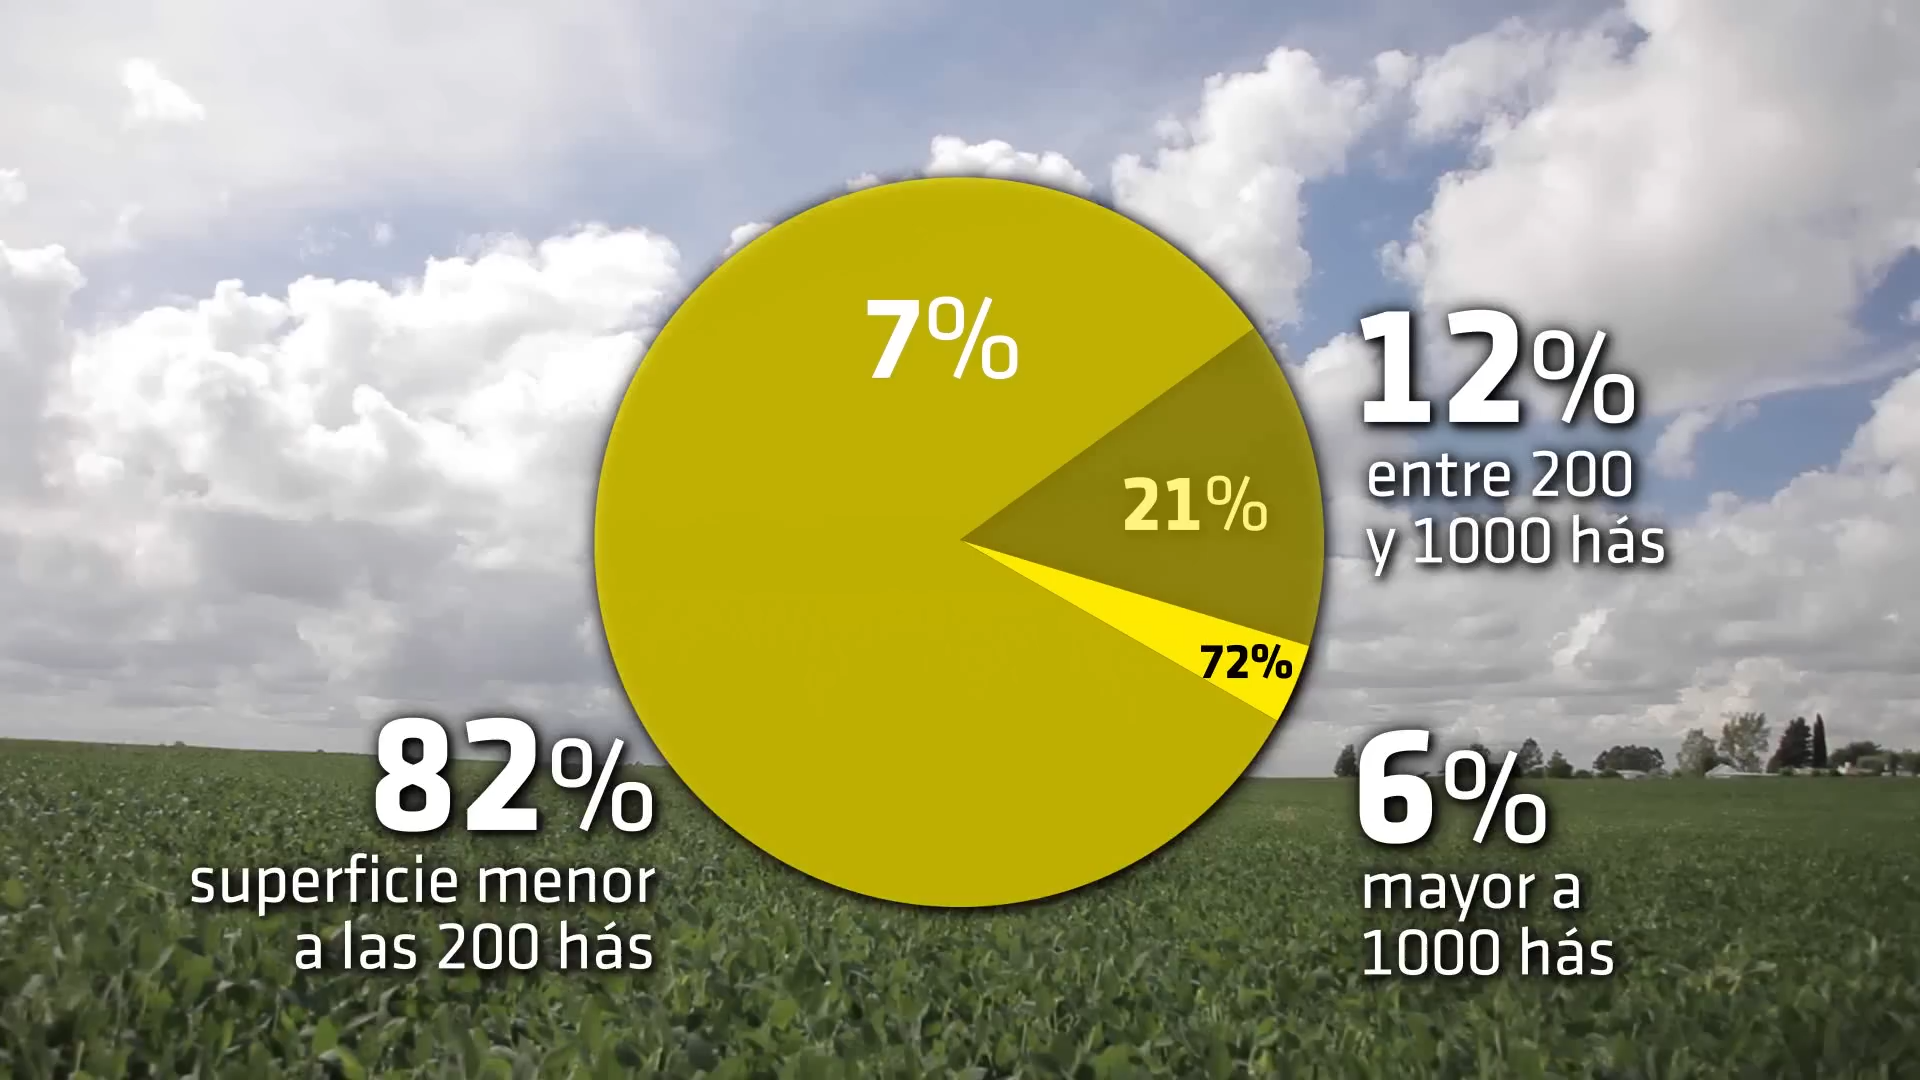 7%
21%
72%
12%
entre 200
y 1000 hás
82%
superficie menor
a las 200 hás
6%
mayor a
1000 hás